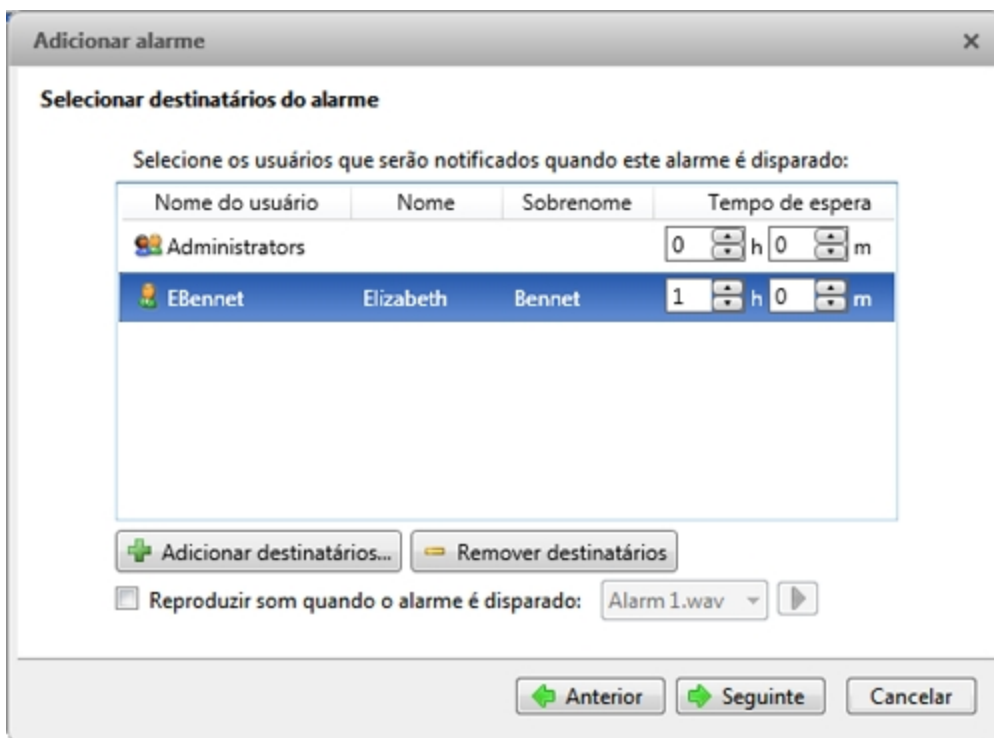 Adicionar alarme
Selecionar destinatários do alarme
Selecione os usuários que serão notificados quando este alarme é disparado:
Nome do usuário Nome Sobrenome Tempo de espera
Administrators 0 h 0 m
EBennet Elizabeth Bennet 1 h 0 m
Adicionar destinatários... Remover destinatários
Reproduzir som quando o alarme é disparado: Alarm 1.wav
Anterior Seguinte Cancelar